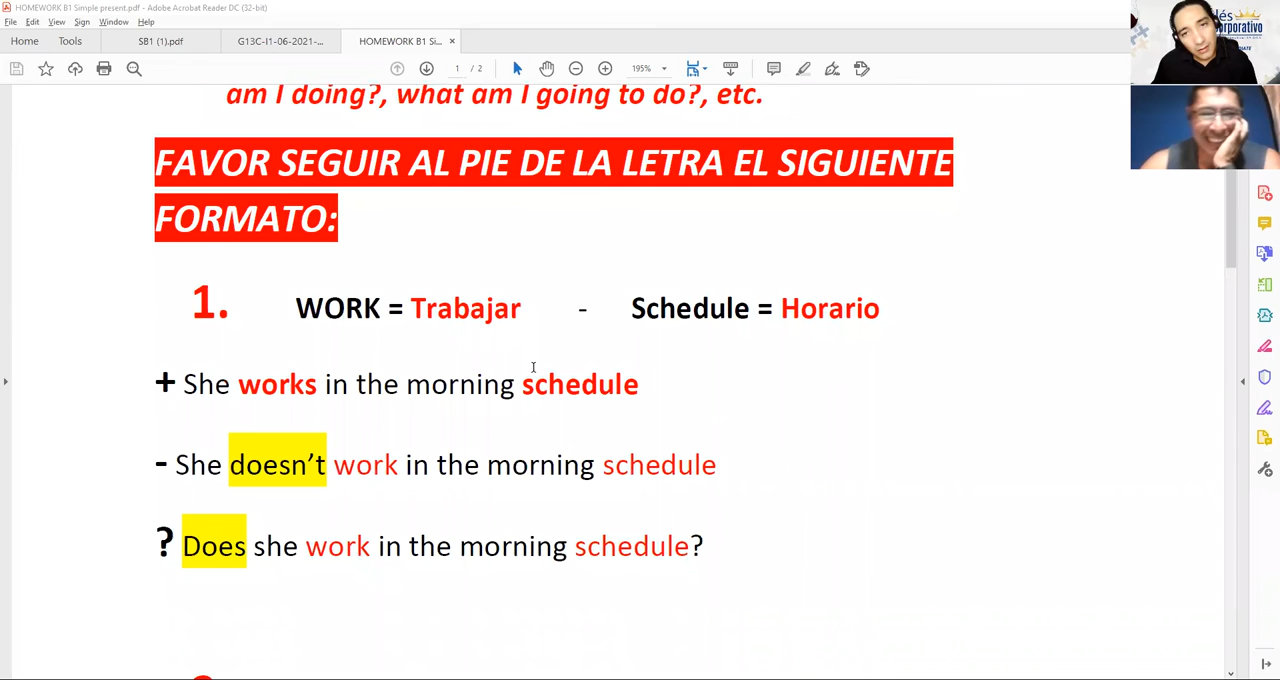 HOMEWORK B1 Simple present.pdf - Adobe Acrobat Reader DC (32-bit)
File Edit View Sign Window Help
Home Tools SB1 (1).pdf G13C-I1-06-2021-... HOMEWORK B1 Si... ×
1 / 2 195%
am I doing?, what am I going to do?, etc.
FAVOR SEGUIR AL PIE DE LA LETRA EL SIGUIENTE
FORMATO:
1. WORK = Trabajar - Schedule = Horario
+ She works in the morning schedule
- She doesn’t work in the morning schedule
? Does she work in the morning schedule?